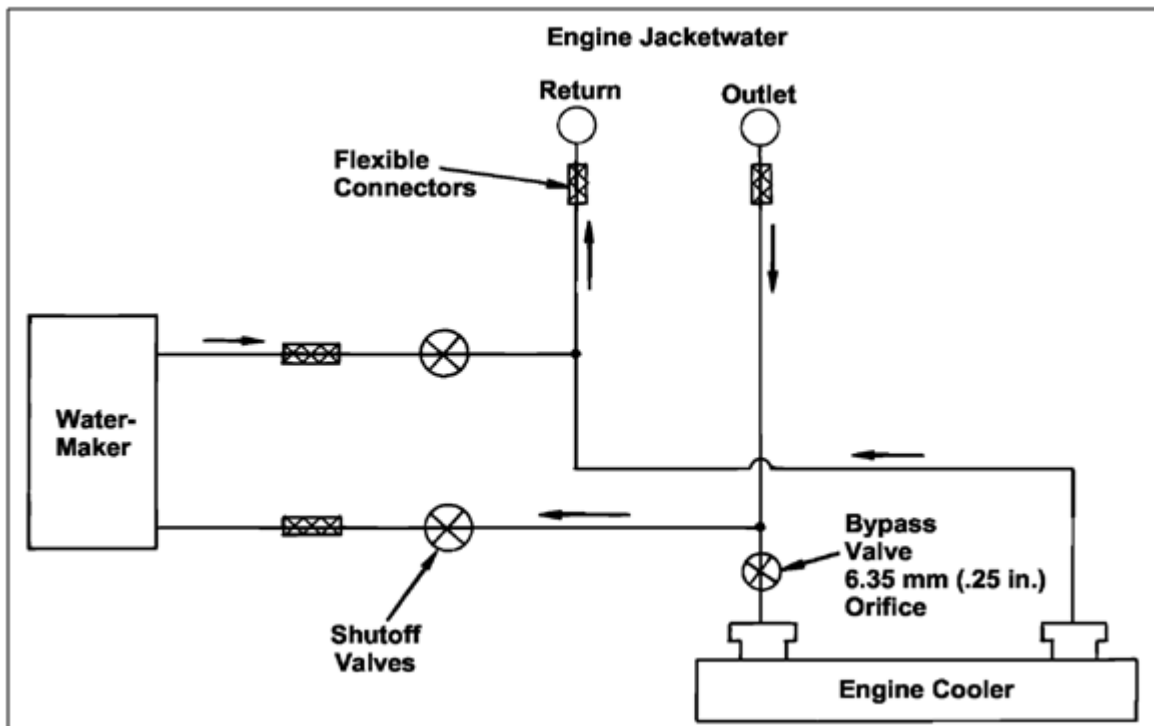 Engine Jacketwater
Return
Outlet
Flexible
Connectors
Water-
Maker
Bypass
Valve
6.35 mm (.25 in.)
Orifice
Shutoff
Valves
Engine Cooler